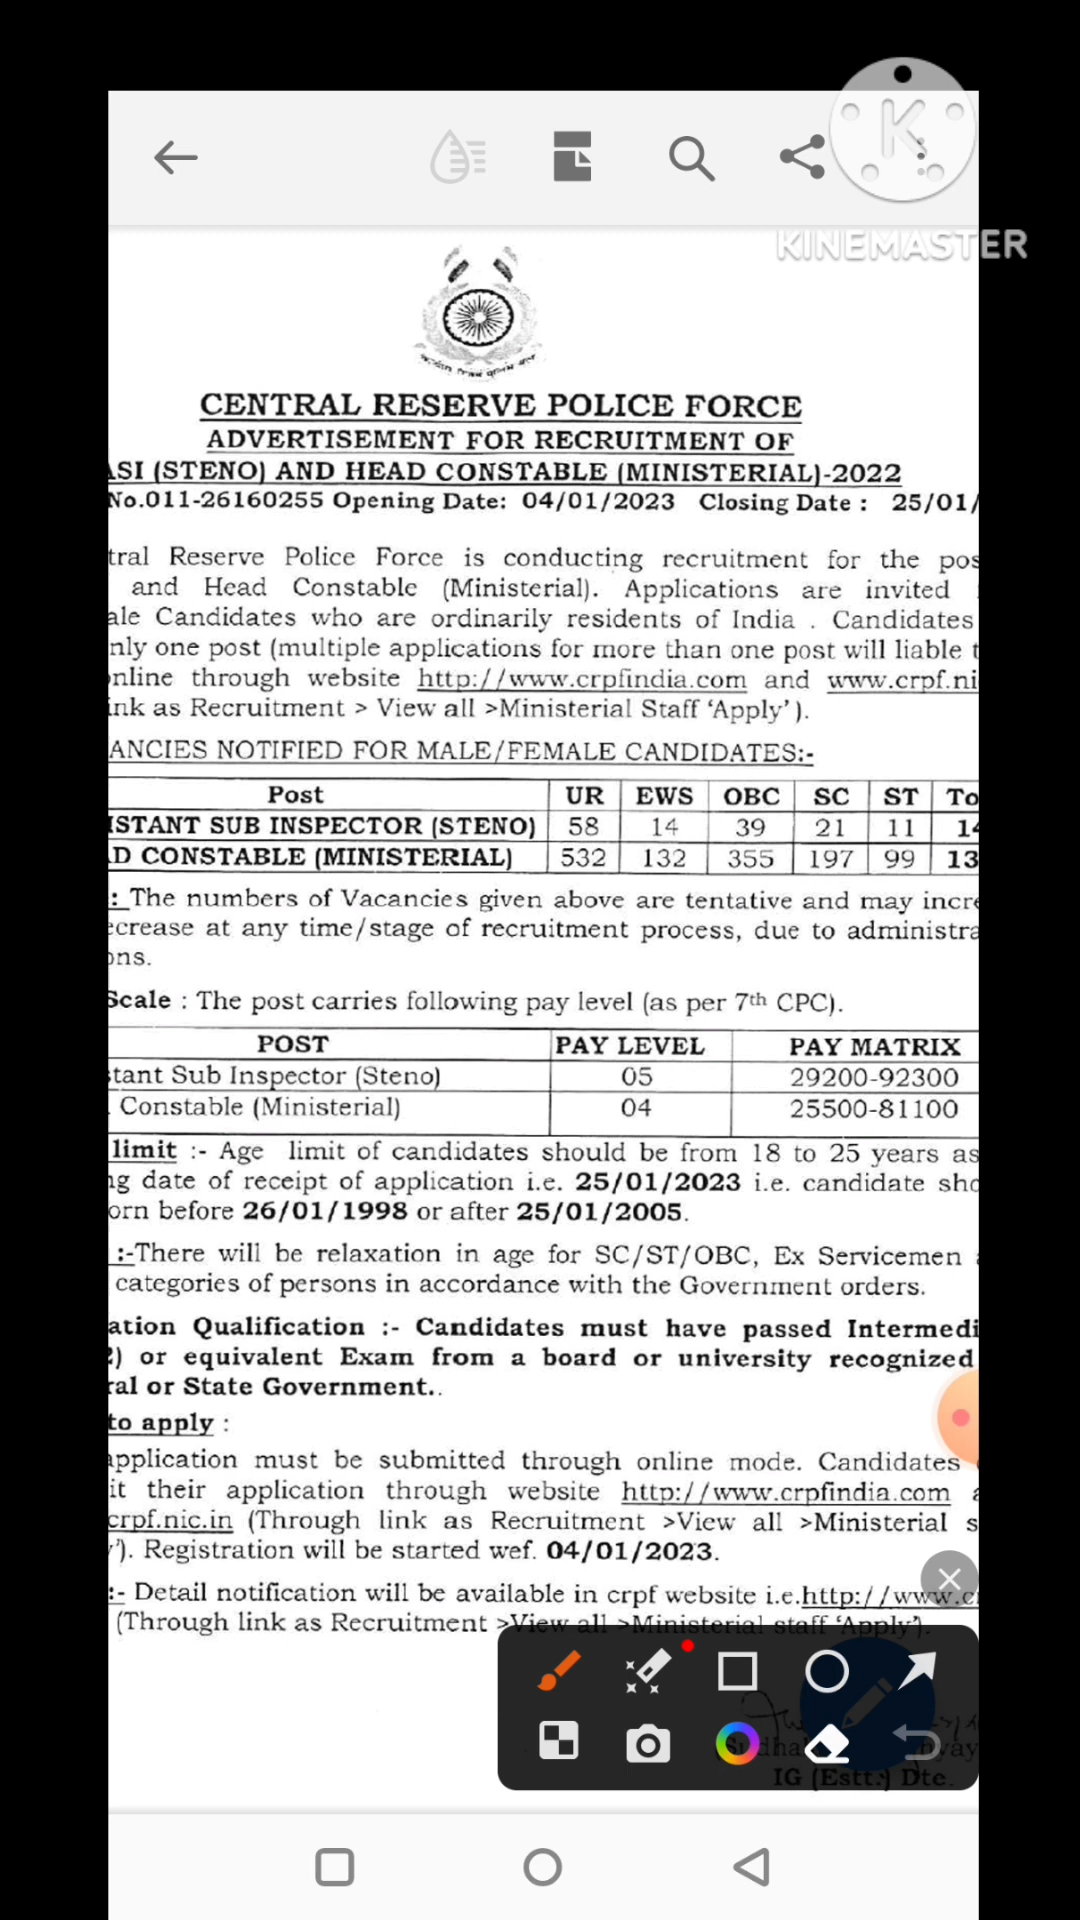 K
KINEMASTER
CENTRAL RESERVE POLICE FORCE
ADVERTISEMENT FOR RECRUITMENT OF
ASI (STENO) AND HEAD CONSTABLE (MINISTERIAL)-2022
No.011-26160255 Opening Date: 04/01/2023 Closing Date : 25/01/
tral Reserve Police Force is conducting recruitment for the pos
and Head Constable (Ministerial). Applications are invited
ale Candidates who are ordinarily residents of India . Candidates
nly one post (multiple applications for more than one post will liable t
nline through website http://www.crpfindia.com and www.crpf.ni
ink as Recruitment > View all >Ministerial Staff ‘Apply’ ).
ANCIES NOTIFIED FOR MALE/FEMALE CANDIDATES:-
Post UR EWS OBC SC ST To
ISTANT SUB INSPECTOR (STENO) 58 14 39 21 11 14
D CONSTABLE (MINISTERIAL) 532 132 355 197 99 13
: The numbers of Vacancies given above are tentative and may incre
ecrease at any time/stage of recruitment process, due to administra
ons.
Scale : The post carries following pay level (as per 7th CPC).
POST PAY LEVEL PAY MATRIX
stant Sub Inspector (Steno) 05 29200-92300
Constable (Ministerial) 04 25500-81100
limit :- Age limit of candidates should be from 18 to 25 years as
ng date of receipt of application i.e. 25/01/2023 i.e. candidate sho
orn before 26/01/1998 or after 25/01/2005.
:-There will be relaxation in age for SC/ST/OBC, Ex Servicemen
categories of persons in accordance with the Government orders.
ation Qualification :- Candidates must have passed Intermedi
2) or equivalent Exam from a board or university recognized
ral or State Government..
to apply :
application must be submitted through online mode. Candidates
it their application through website http://www.crpfindia.com a
crpf.nic.in (Through link as Recruitment >View all >Ministerial s
’). Registration will be started wef. 04/01/2023.
:- Detail notification will be available in crpf website i.e.http://www.c
(Through link as Recruitment >View all >Ministerial staff ‘Apply’).
IG (Estt.) Dte.